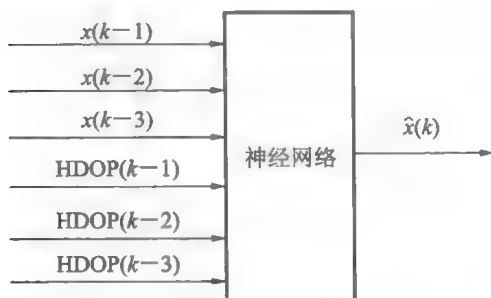 x(k−1)
x(k−2)
x(k−3)
HDOP(k−1)
HDOP(k−2)
HDOP(k−3)
神经网络
x̂(k)